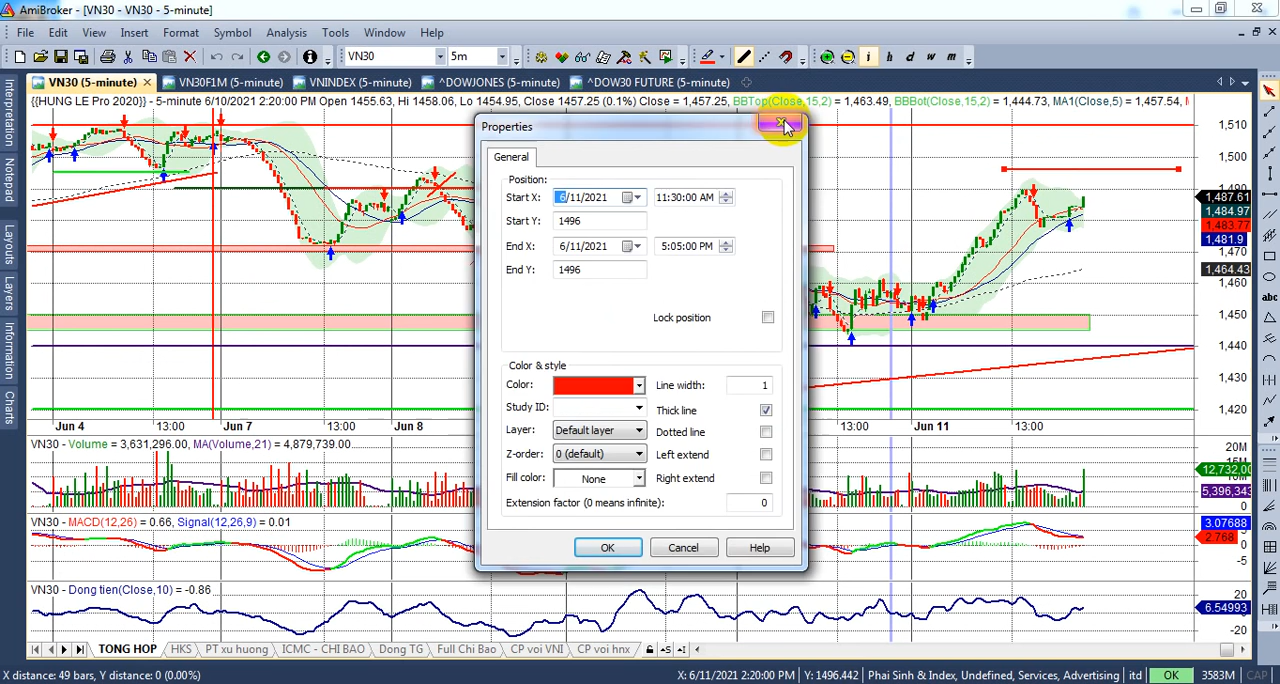 AmiBroker - [VN30 - VN30 - 5-minute]
File Edit View Insert Format Symbol Analysis Tools Window Help
VN30 5m i h d w m
VN30 (5-minute) VN30F1M (5-minute) VNINDEX (5-minute) ^DOWJONES (5-minute) ^DOW30 FUTURE (5-minute)
{{HUNG LE Pro 2020}} - 5-minute 6/10/2021 2:20:00 PM Open 1455.63, Hi 1458.06, Lo 1454.95, Close 1457.25 (0.1%) Close = 1,457.25, BBTop(Close,15,2) = 1,463.49, BBBot(Close,15,2) = 1,444.73, MA1(Close,5) = 1,457.54,
Interpretation
Notepad
Layouts
Layers
Information
Charts
Properties
General
Position:
Start X: 6/11/2021 11:30:00 AM
Start Y: 1496
End X: 6/11/2021 5:05:00 PM
End Y: 1496
Lock position
Color & style
Color: Line width: 1
Study ID: Thick line
Layer: Default layer Dotted line
Z-order: 0 (default) Left extend
Fill color: None Right extend
Extension factor (0 means infinite): 0
OK Cancel Help
1,510
1,500
1,490
1,487.61
1,484.97
1,483.77
1,481.9
1,470
1,464.43
1,460
1,450
1,440
1,430
1,420
abc
Jun 4 13:00 Jun 7 13:00 Jun 8 13:00 Jun 11 13:00
VN30 - Volume = 3,631,296.00, MA(Volume,21) = 4,879,739.00
20M
12,732,00
5,396,343
VN30 - MACD(12,26) = 0.66, Signal(12,26,9) = 0.01
3.07688
2.768
0
VN30 - Dong tien(Close,10) = -0.86
20
6.54993
-20
TONG HOP HKS PT xu huong ICMC - CHI BAO Dong TG Full Chi Bao CP voi VNI CP voi hnx
X distance: 49 bars, Y distance: 0 (0.00%) X: 6/11/2021 2:20:00 PM Y: 1496.442 Phai Sinh & Index, Undefined, Services, Advertising itd OK 3583M CAP